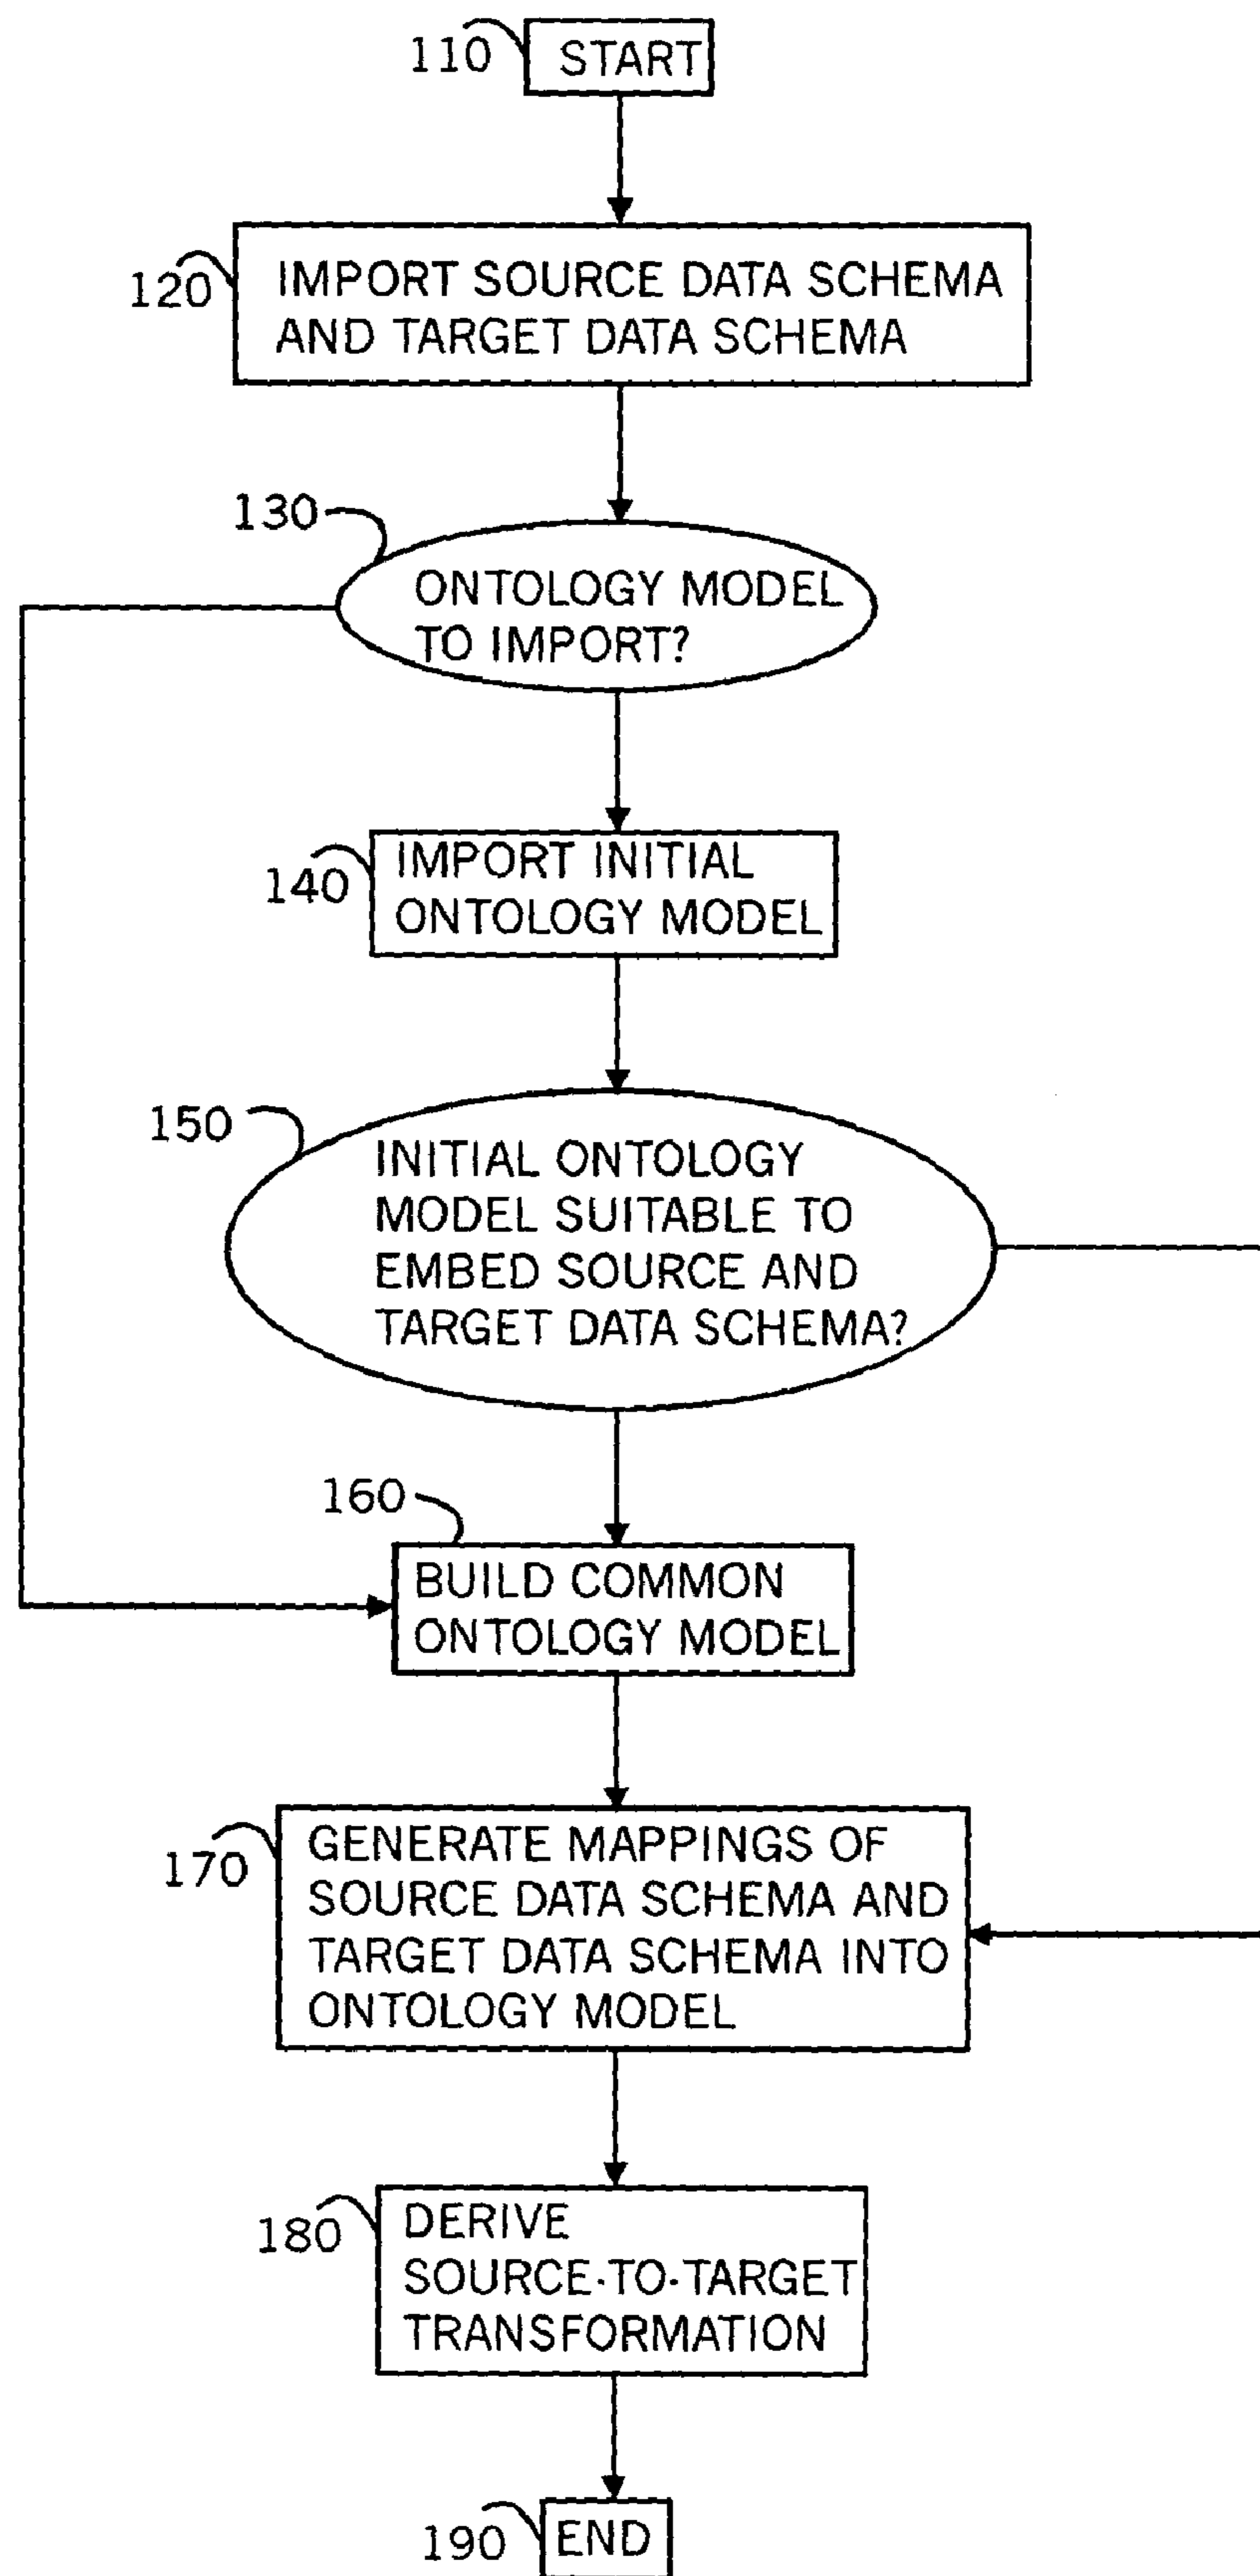 110
START
120
IMPORT SOURCE DATA SCHEMA
AND TARGET DATA SCHEMA
130
ONTOLOGY MODEL
TO IMPORT?
140
IMPORT INITIAL
ONTOLOGY MODEL
150
INITIAL ONTOLOGY
MODEL SUITABLE TO
EMBED SOURCE AND
TARGET DATA SCHEMA?
160
BUILD COMMON
ONTOLOGY MODEL
170
GENERATE MAPPINGS OF
SOURCE DATA SCHEMA AND
TARGET DATA SCHEMA INTO
ONTOLOGY MODEL
180
DERIVE
SOURCE-TO-TARGET
TRANSFORMATION
190
END